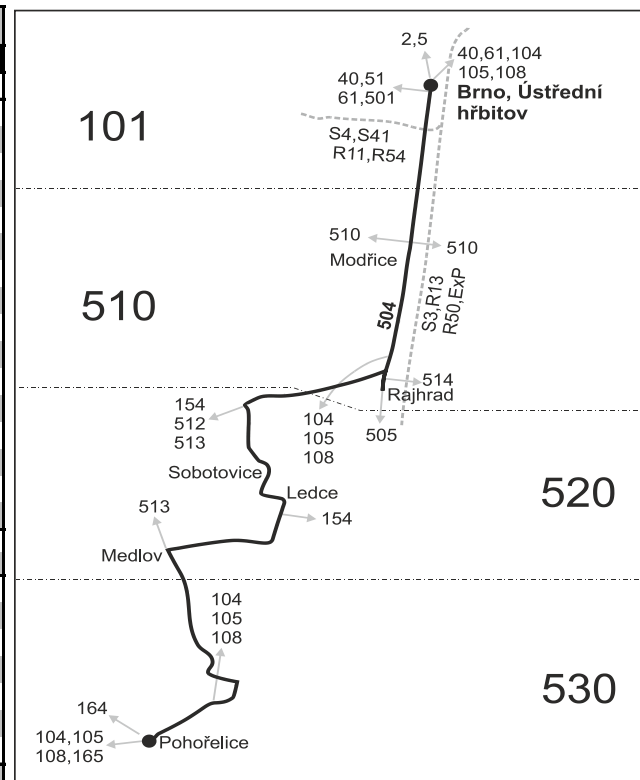 2,5
40,61,104
105,108
40,51
61,501
Brno, Ústřední
hřbitov
101
S4,S41
R11,R54
510
510
Modřice
510
504
S3,R13
R50,ExP
514
Rajhrad
154
512
513
104
105
108
505
Sobotovice
Ledce
520
513
154
Medlov
104
105
108
530
164
104,105
108,165
Pohořelice